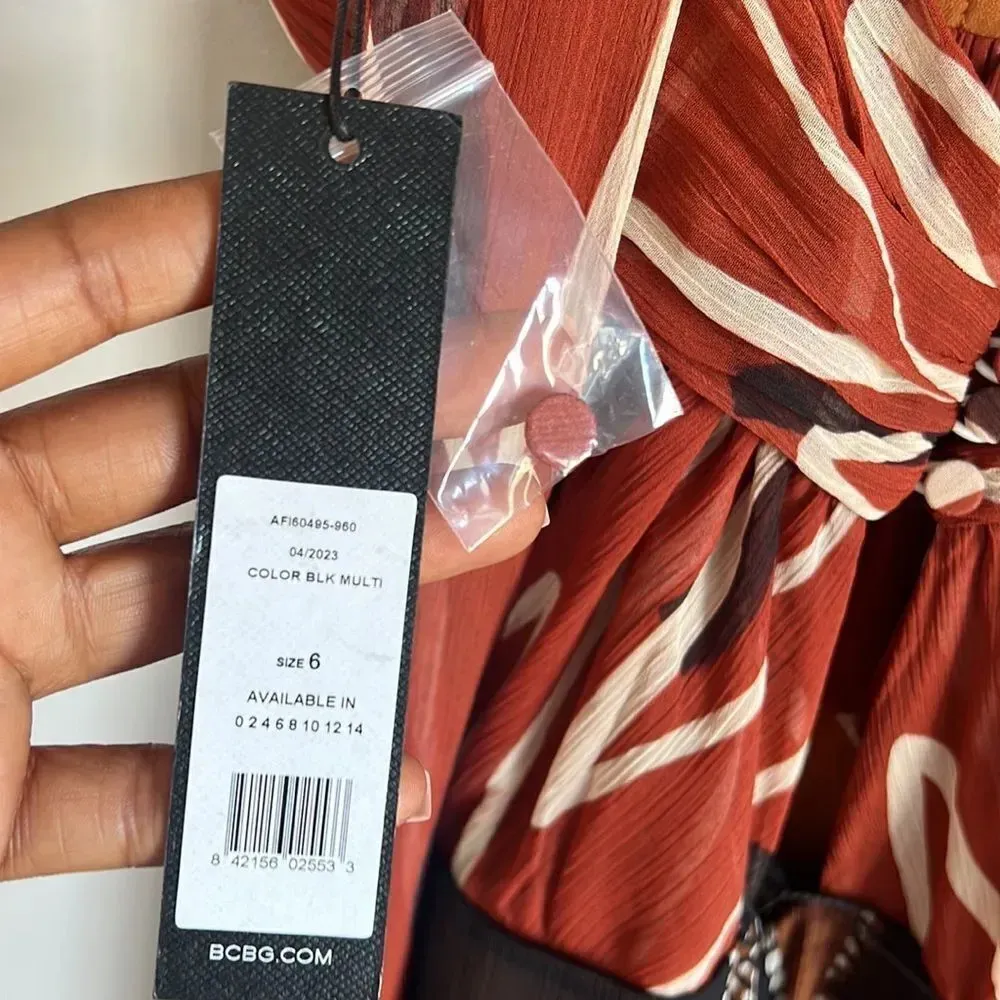 AFI60495-960
04/2023
COLOR BLK MULTI
SIZE 6
AVAILABLE IN
0 2 4 6 8 10 12 14
8 42156 02553 3
BCBG.COM